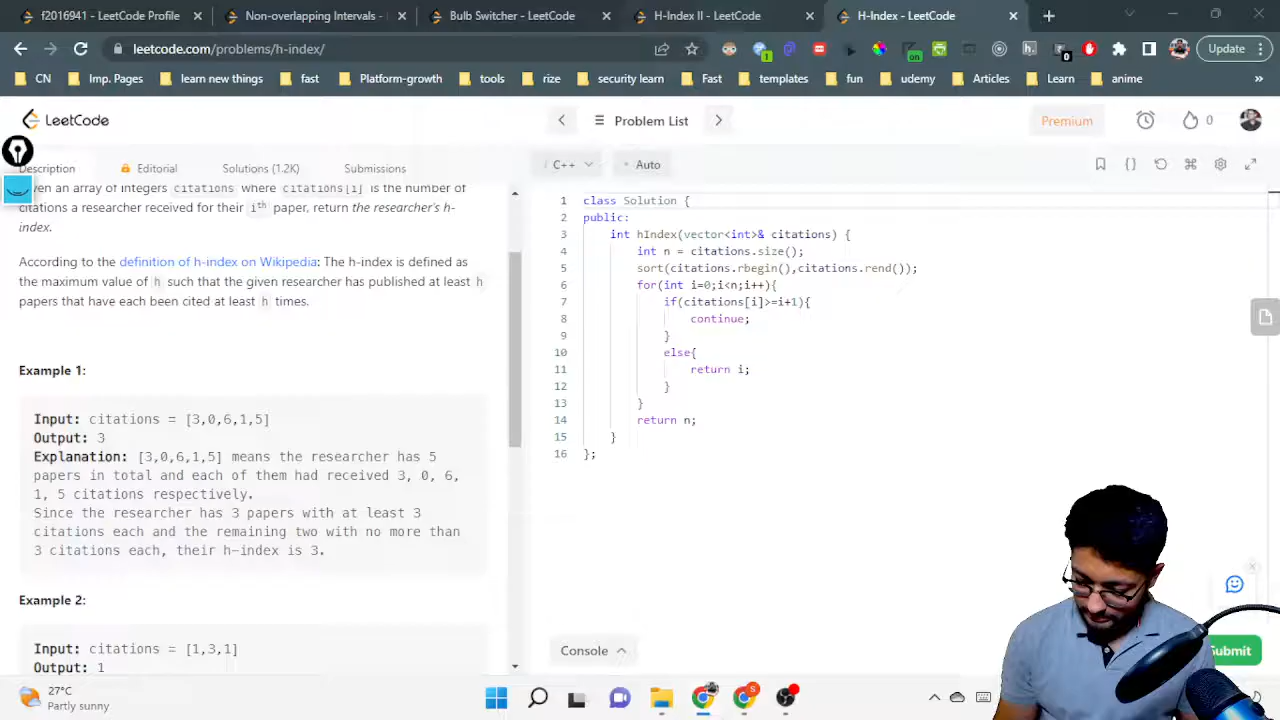 f2016941 - LeetCode Profile
Non-overlapping Intervals -
Bulb Switcher - LeetCode
H-Index II - LeetCode
H-Index - LeetCode
leetcode.com/problems/h-index/
1
on
0
Update
CN
Imp. Pages
learn new things
fast
Platform-growth
tools
rise
security learn
Fast
templates
fun
udemy
Articles
Learn
anime
»
LeetCode
Problem List
Premium
0
Description
Editorial
Solutions (1.2K)
Submissions
C++
Auto
{}
⌘
given an array of integers citations where citations[i] is the number of
citations a researcher received for their ith paper, return the researcher's h-
index.
According to the definition of h-index on Wikipedia: The h-index is defined as
the maximum value of h such that the given researcher has published at least h
papers that have each been cited at least h times.
Example 1:
Input: citations = [3,0,6,1,5]
Output: 3
Explanation: [3,0,6,1,5] means the researcher has 5
papers in total and each of them had received 3, 0, 6,
1, 5 citations respectively.
Since the researcher has 3 papers with at least 3
citations each and the remaining two with no more than
3 citations each, their h-index is 3.
Example 2:
Input: citations = [1,3,1]
Output: 1
1 class Solution {
2 public:
3 int hIndex(vector<int>& citations) {
4 int n = citations.size();
5 sort(citations.rbegin(),citations.rend());
6 for(int i=0;i<n;i++){
7 if(citations[i]>=i+1){
8 continue;
9 }
10 else{
11 return i;
12 }
13 }
14 return n;
15 }
16 };
Console
Submit
27°C
Partly sunny